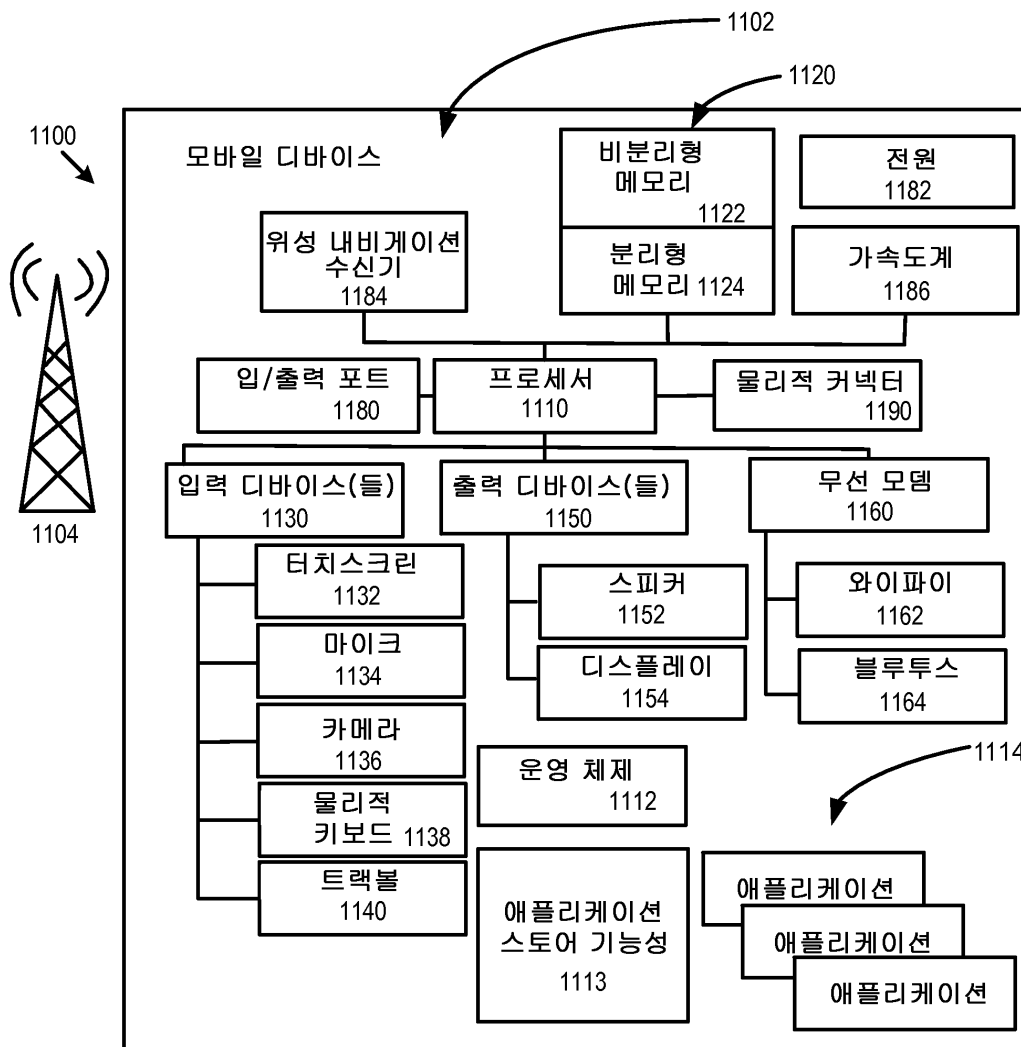 1102
1120
1100
모바일 디바이스
비분리형
메모리
1122
전원
1182
위성 내비게이션
수신기
1184
분리형
메모리 1124
가속도계
1186
입/출력 포트
1180
프로세서
1110
물리적 커넥터
1190
1104
입력 디바이스(들)
1130
출력 디바이스(들)
1150
무선 모뎀
1160
터치스크린
1132
스피커
1152
와이파이
1162
마이크
1134
디스플레이
1154
블루투스
1164
카메라
1136
운영 체제
1112
1114
물리적
키보드 1138
트랙볼
1140
애플리케이션
스토어 기능성
1113
애플리케이션
애플리케이션
애플리케이션